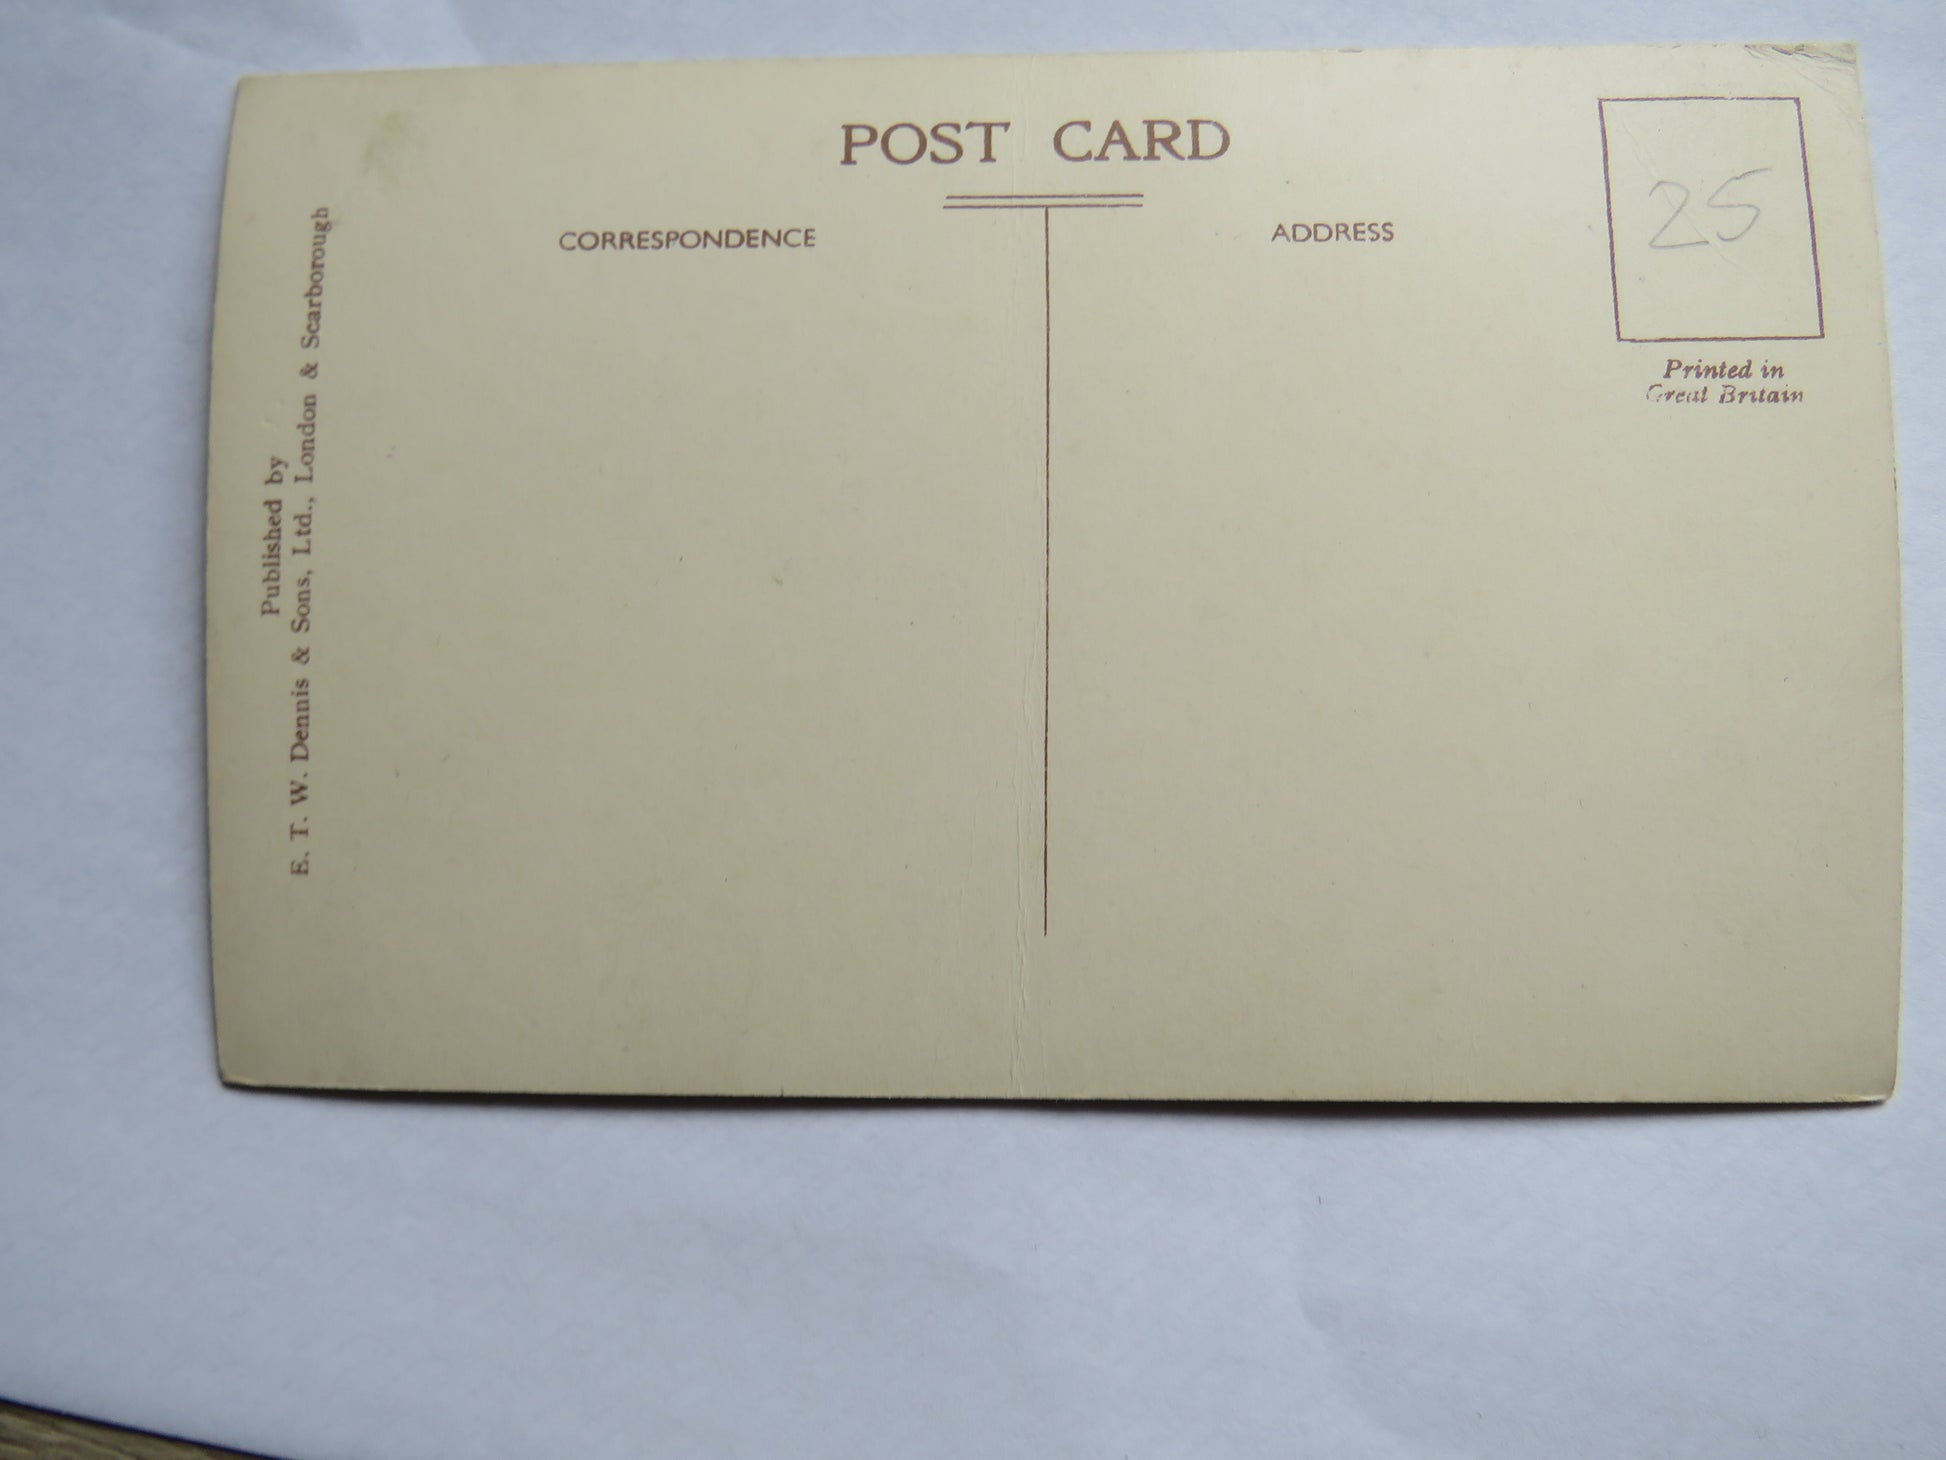 POST CARD
CORRESPONDENCE
ADDRESS
25
Printed in
Great Britain
Published by
E. T. W. Dennis & Sons, Ltd., London & Scarborough